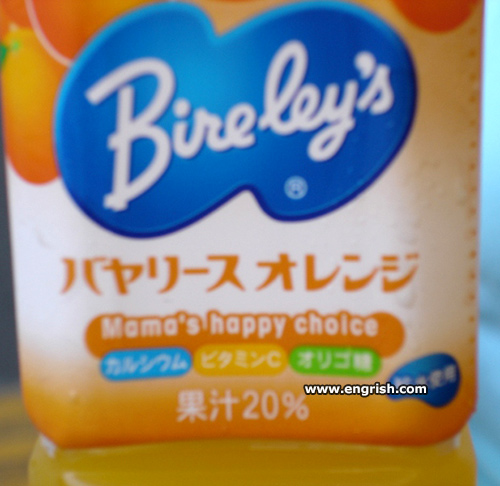 Bireley's
®
バヤリース オレンジ
Mama's happy choice
カルシウム ビタミンC オリゴ糖
www.engrish.com
果汁20%